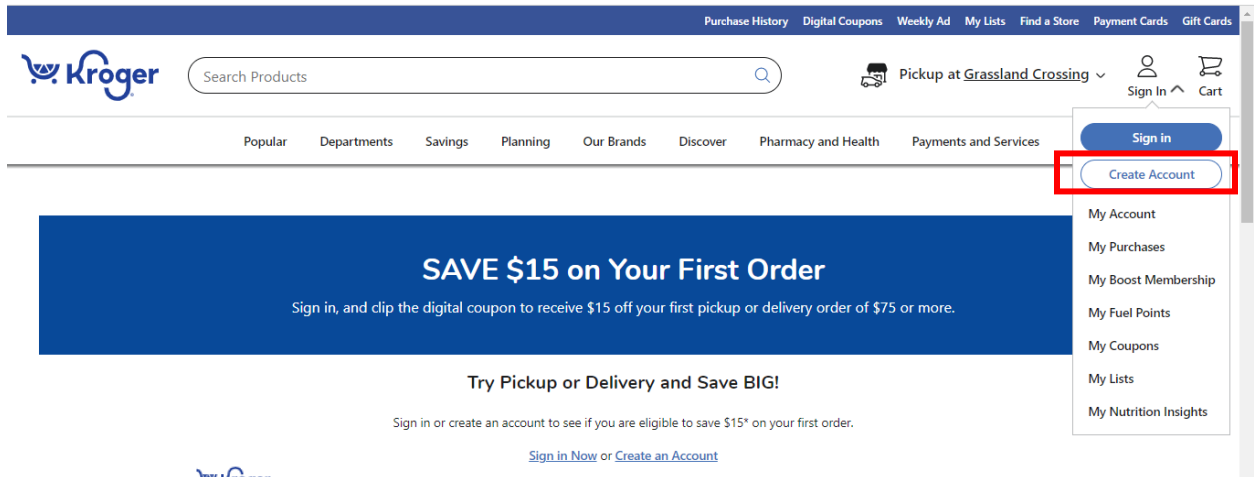 Purchase History Digital Coupons Weekly Ad My Lists Find a Store Payment Cards Gift Cards
Kroger
Search Products
Pickup at Grassland Crossing
Sign In
Cart
Popular Departments Savings Planning Our Brands Discover Pharmacy and Health Payments and Services
Sign in
Create Account
My Account
My Purchases
My Boost Membership
My Fuel Points
My Coupons
My Lists
My Nutrition Insights
SAVE $15 on Your First Order
Sign in, and clip the digital coupon to receive $15 off your first pickup or delivery order of $75 or more.
Try Pickup or Delivery and Save BIG!
Sign in or create an account to see if you are eligible to save $15* on your first order.
Sign in Now or Create an Account